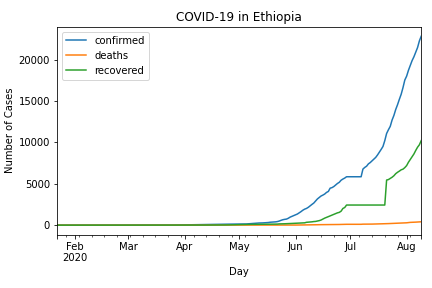 COVID-19 in Ethiopia
confirmed
deaths
recovered
Number of Cases
20000
15000
10000
5000
0
Feb Mar Apr May Jun Jul Aug
2020
Day